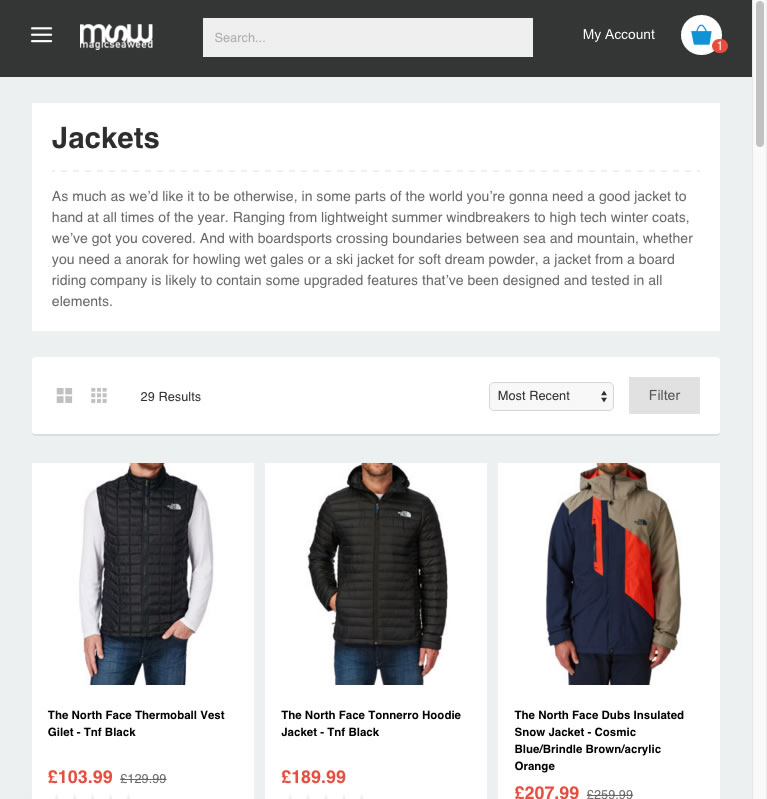 msw
magicseaweed
Search...
My Account
1
Jackets
As much as we’d like it to be otherwise, in some parts of the world you’re gonna need a good jacket to
hand at all times of the year. Ranging from lightweight summer windbreakers to high tech winter coats,
we’ve got you covered. And with boardsports crossing boundaries between sea and mountain, whether
you need a anorak for howling wet gales or a ski jacket for soft dream powder, a jacket from a board
riding company is likely to contain some upgraded features that’ve been designed and tested in all
elements.
29 Results
Most Recent
Filter
The North Face Thermoball Vest
Gilet - Tnf Black
£103.99 £129.99
The North Face Tonnerro Hoodie
Jacket - Tnf Black
£189.99
The North Face Dubs Insulated
Snow Jacket - Cosmic
Blue/Brindle Brown/acrylic
Orange
£207.99 £259.99